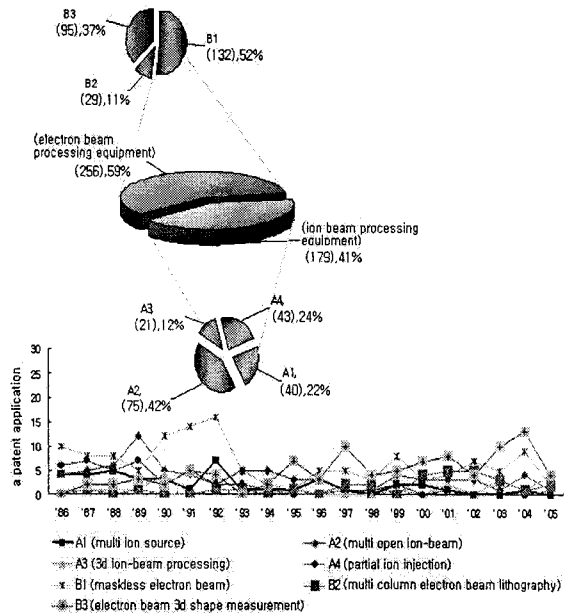 B3
(95),37%
B1
(132),52%
B2
(29),11%
(electron beam
processing equipment)
(256),59%
(ion-beam processing
equipment)
(179),41%
A3
(21),12%
A4,
(43),24%
A2,
(75),42%
A1,
(40),22%
a patent application
30
25
20
15
10
5
0
'86 '87 '88 '89 '90 '91 '92 '93 '94 '95 '96 '97 '98 '99 '00 '01 '02 '03 '04 '05
A1 (multi ion source)
A2 (multi open ion-beam)
A3 (3d ion-beam processing)
A4 (partial ion injection)
B1 (maskless electron beam)
B2 (multi column electron beam lithography)
B3 (electron beam 3d shape measurement)